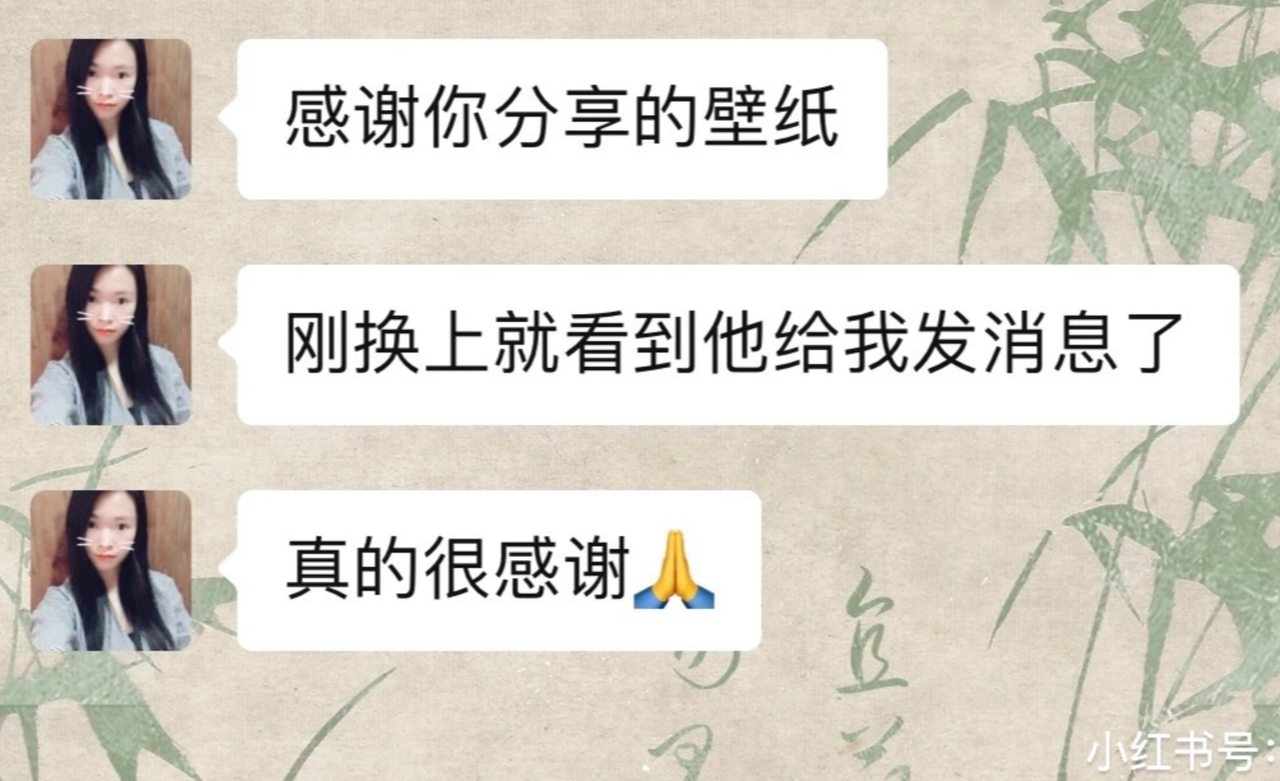 感谢你分享的壁纸
刚换上就看到他给我发消息了
真的很感谢🙏
小红书号：